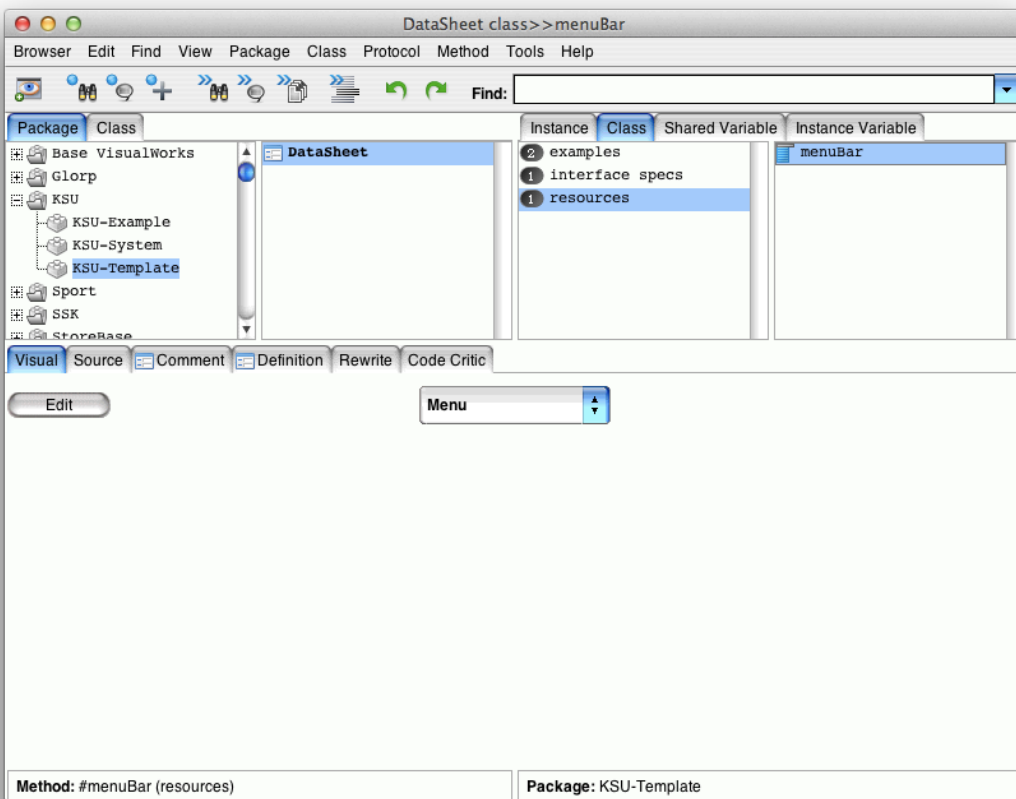 DataSheet class>>menuBar
Browser Edit Find View Package Class Protocol Method Tools Help
Find:
Package Class
Instance Class Shared Variable Instance Variable
Base VisualWorks
Glorp
KSU
KSU-Example
KSU-System
KSU-Template
Sport
SSK
StoreBase
DataSheet
2 examples
1 interface specs
1 resources
menuBar
Visual Source Comment Definition Rewrite Code Critic
Edit
Menu
Method: #menuBar (resources)
Package: KSU-Template